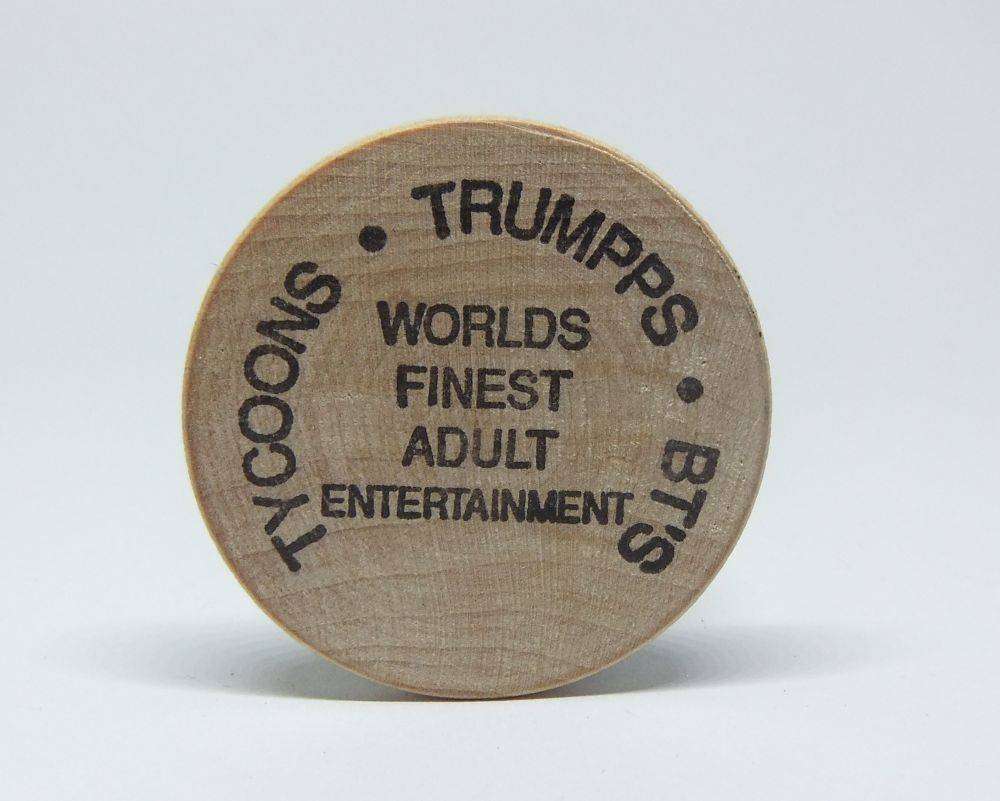 TYCOONS • TRUMPPS • BT'S
WORLDS
FINEST
ADULT
ENTERTAINMENT